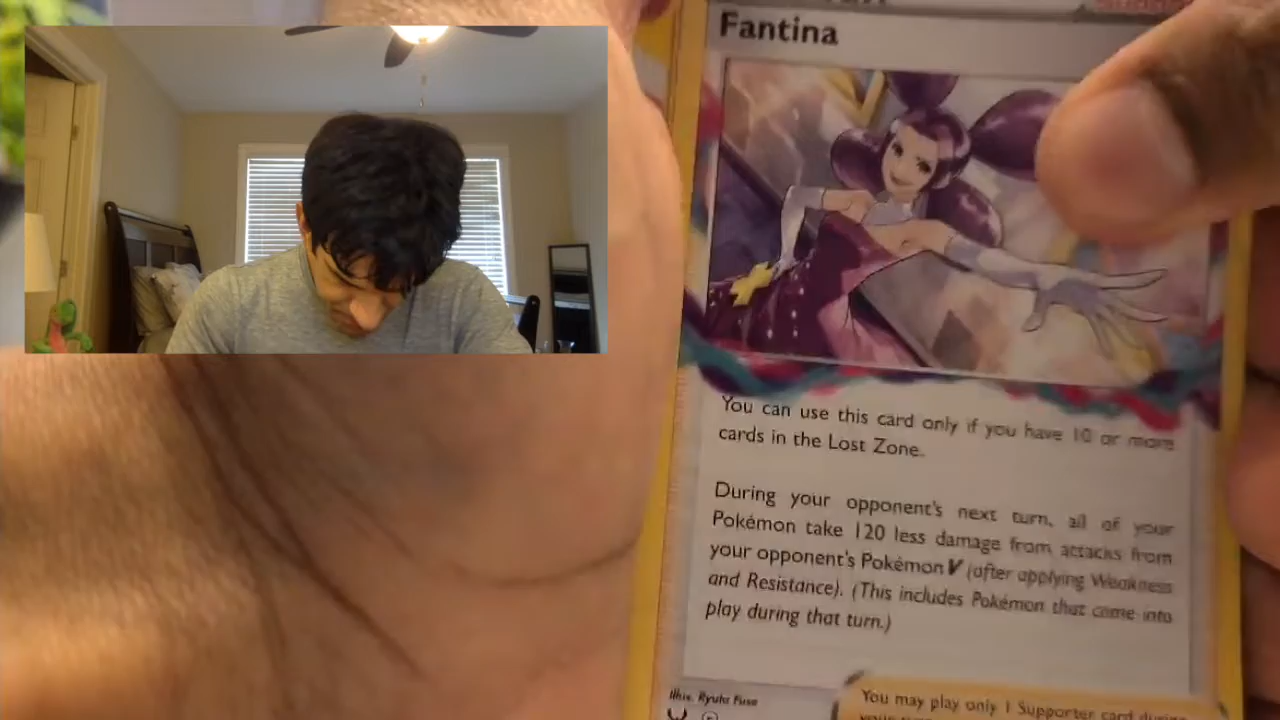 Fantina
You can use this card only if you have 10 or more
cards in the Lost Zone.
During your opponent's next turn, all of your
Pokémon take 120 less damage from attacks from
your opponent's Pokémon V (after applying Weakness
and Resistance). (This includes Pokémon that come into
play during that turn.)
Illus. Ryuta Fuse
You may play only 1 Supporter card during